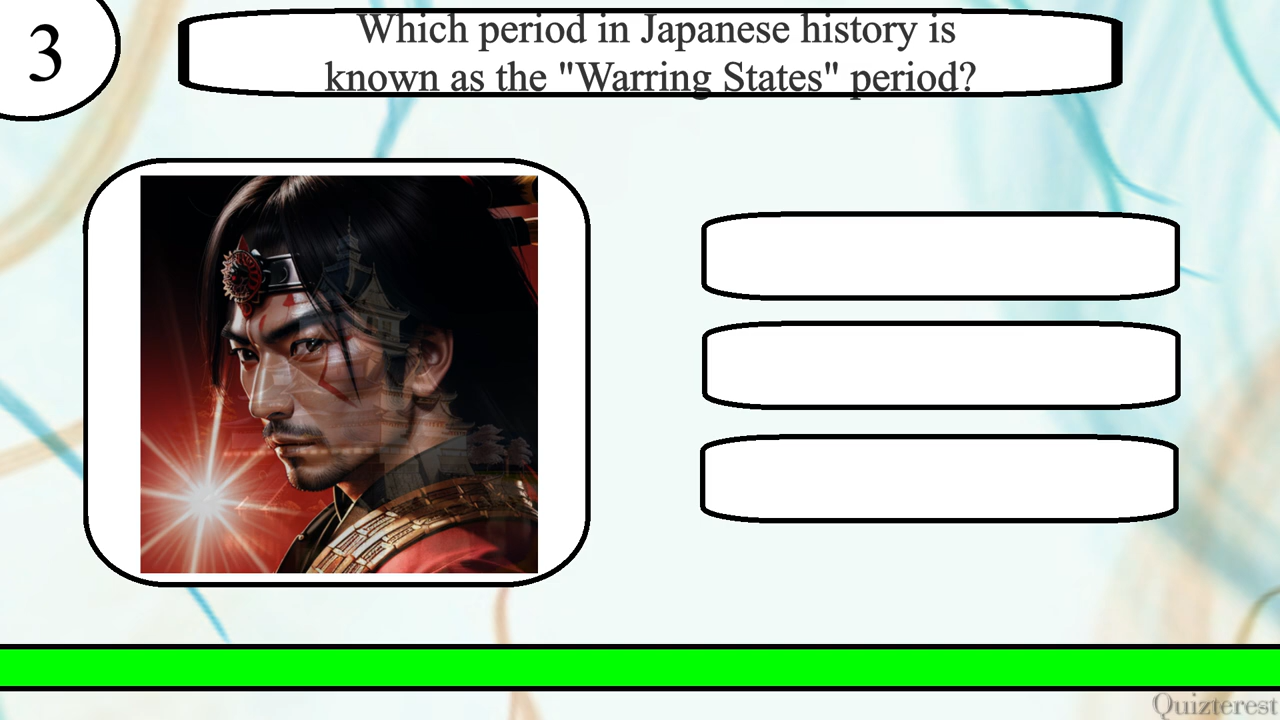 3
Which period in Japanese history is
known as the "Warring States" period?
Quizterest